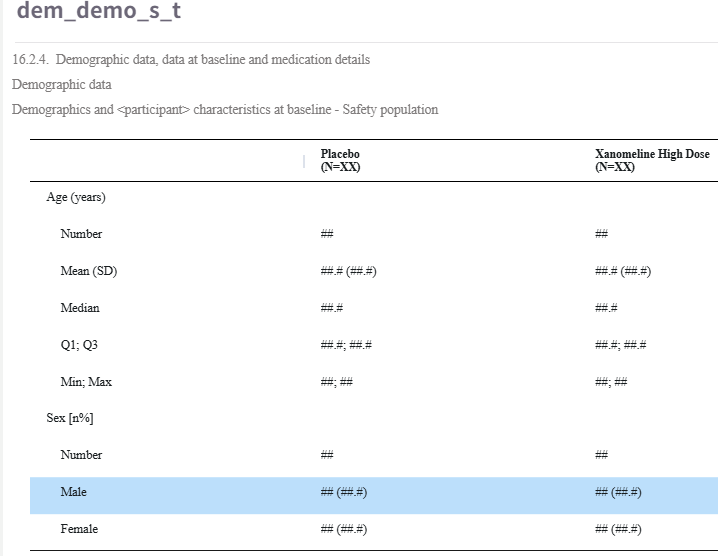 dem_demo_s_t
16.2.4. Demographic data, data at baseline and medication details
Demographic data
Demographics and <participant> characteristics at baseline - Safety population
Placebo Xanomeline High Dose
(N=XX) (N=XX)
Age (years)
Number ## ##
Mean (SD) ##.# (##.#) ##.# (##.#)
Median ##.# ##.#
Q1; Q3 ##.#; ##.# ##.#; ##.#
Min; Max ##; ## ##; ##
Sex [n%]
Number ## ##
Male ## (##.#) ## (##.#)
Female ## (##.#) ## (##.#)